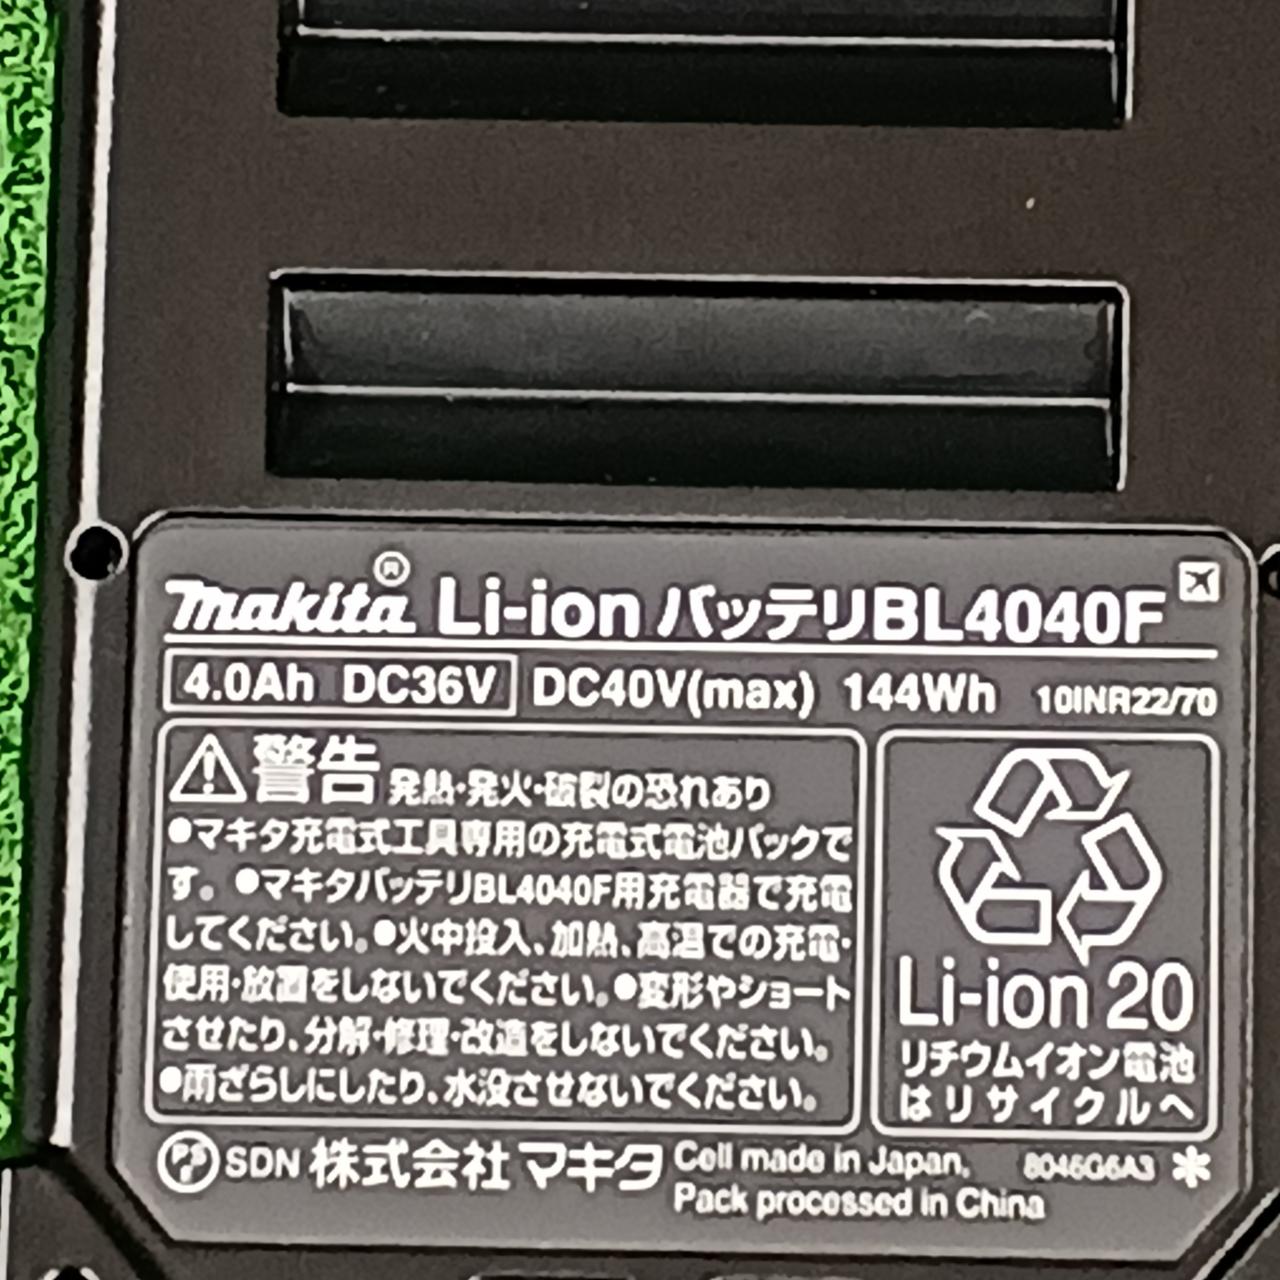 makita® Li-ion バッテリBL4040F
4.0Ah DC36V DC40V(max) 144Wh 10INR22/70
警告 発熱・発火・破裂の恐れあり
●マキタ充電式工具専用の充電式電池パックで
す。●マキタバッテリBL4040F用充電器で充電
してください。●火中投入、加熱、高温での充電・
使用・放置をしないでください。●変形やショート
させたり、分解・修理・改造をしないでください。
●雨ざらしにしたり、水没させないでください。
Li-ion 20
リチウムイオン電池
はリサイクルへ
PSE SDN 株式会社マキタ Cell made in Japan,
Pack processed in China